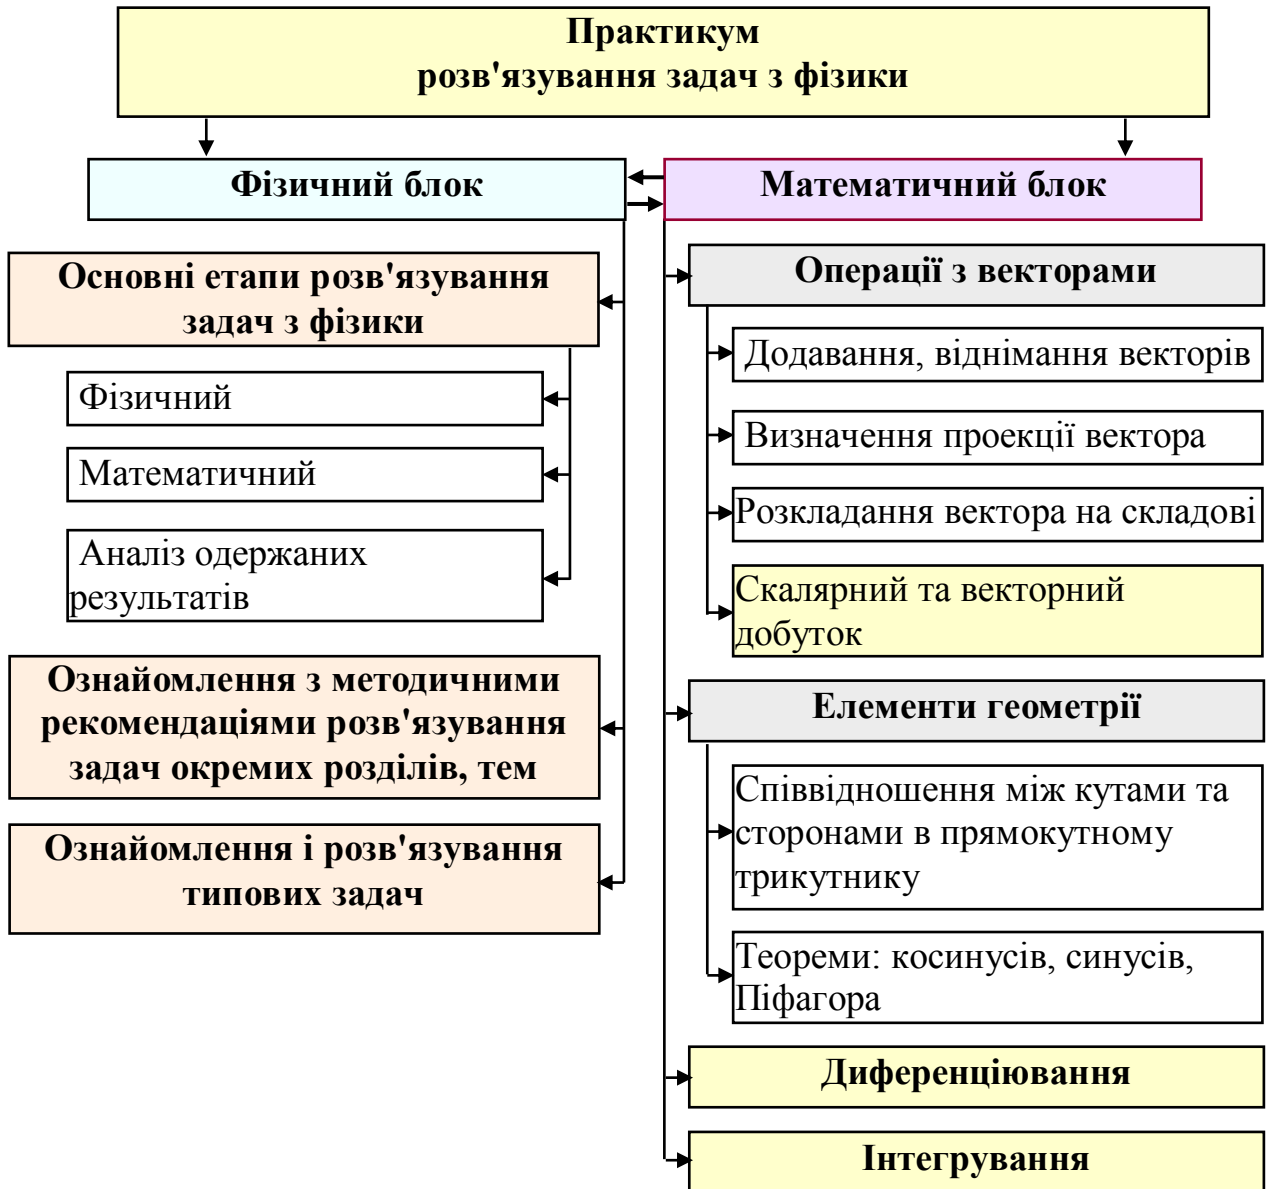 Практикум
розв'язування задач з фізики
Фізичний блок
Математичний блок
Основні етапи розв'язування
задач з фізики
Фізичний
Математичний
Аналіз одержаних
результатів
Ознайомлення з методичними
рекомендаціями розв'язування
задач окремих розділів, тем
Ознайомлення і розв'язування
типових задач
Операції з векторами
Додавання, віднімання векторів
Визначення проекції вектора
Розкладання вектора на складові
Скалярний та векторний
добуток
Елементи геометрії
Співвідношення між кутами та
сторонами в прямокутному
трикутнику
Теореми: косинусів, синусів,
Піфагора
Диференціювання
Інтегрування